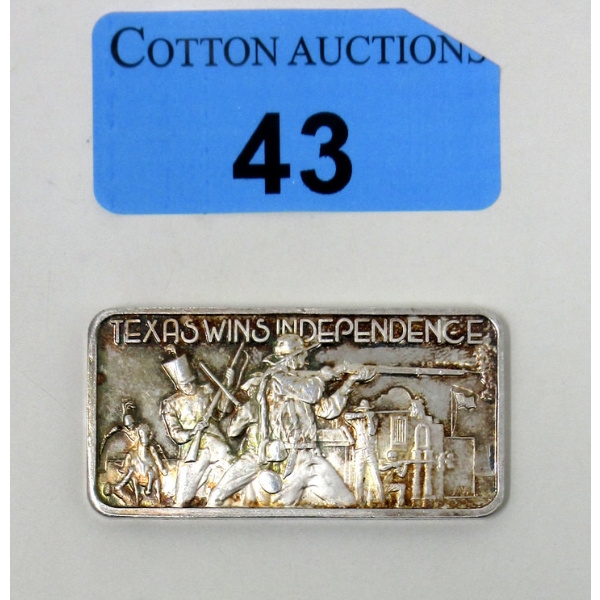 COTTON AUCTIONS
43
TEXAS WINS INDEPENDENCE